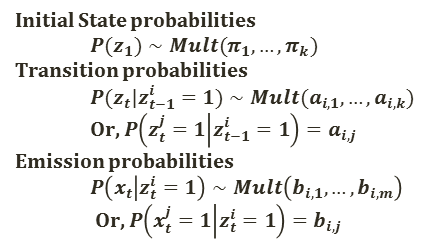 Initial State probabilities
P(z₁) ~ Mult(π₁, … , πₖ)
Transition probabilities
P(zₜ|zⁱₜ₋₁ = 1) ~ Mult(aᵢ,₁, … , aᵢ,ₖ)
Or, P(zʲₜ = 1|zⁱₜ₋₁ = 1) = aᵢ,ⱼ
Emission probabilities
P(xₜ|zⁱₜ = 1) ~ Mult(bᵢ,₁, … , bᵢ,ₘ)
Or, P(xʲₜ = 1|zⁱₜ = 1) = bᵢ,ⱼ